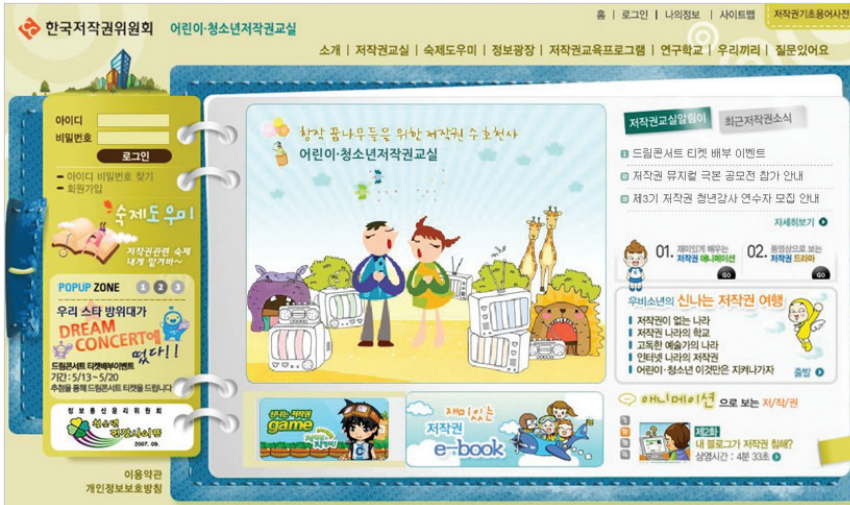 한국저작권위원회 어린이·청소년저작권교실
홈 | 로그인 | 나의정보 | 사이트맵
저작권기초용어사전
소개 | 저작권교실 | 숙제도우미 | 정보광장 | 저작권교육프로그램 | 연구학교 | 우리끼리 | 질문있어요
아이디
비밀번호
로그인
아이디 비밀번호 찾기
회원가입
숙제도우미
저작권관련 숙제
내게 맡겨봐~
POPUP ZONE 1 2 3
우리 스타 방위대가
DREAM
CONCERT에
떴다!!
드림콘서트 티켓배부이벤트
기간 : 5/13~5/20
추첨을 통해 드림콘서트 티켓을 드립니다
정보통신윤리위원회
청소년
권장사이트
2007. 09.
이용약관
개인정보보호방침
창작 꿈나무들을 위한 저작권 수호천사
어린이·청소년저작권교실
신나는 저작권
game
재미있는
저작권
e-book
저작권교실알림이
최근저작권소식
1 드림콘서트 티켓 배부 이벤트
2 저작권 뮤지컬 극본 공모전 참가 안내
3 제3기 저작권 청년강사 연수자 모집 안내
자세히보기
01. 재미있게 배우는
저작권 애니메이션
GO
02. 동영상으로 보는
저작권 드라마
GO
우비소년의 신나는 저작권 여행
저작권이 없는 나라
저작권 나라의 학교
고독한 예술가의 나라
인터넷 나라의 저작권
어린이·청소년 이것만은 지켜나가자
출발
애니메이션 으로 보는 저/작/권
제2화
내 블로그가 저작권 침해?
상영시간 : 4분 33초